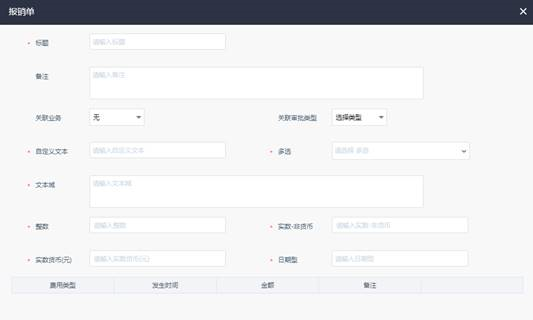 报销单
* 标题 请输入标题
备注 请输入备注
关联业务 无 关联审批类型 选择类型
* 自定义文本 请输入自定义文本 * 多选 请选择 多选
* 文本域 请输入文本域
* 整数 请输入整数 * 实数-非货币 请输入实数-非货币
* 实数货币(元) 请输入实数货币(元) * 日期型 请输入日期型
费用类型 发生时间 金额 备注